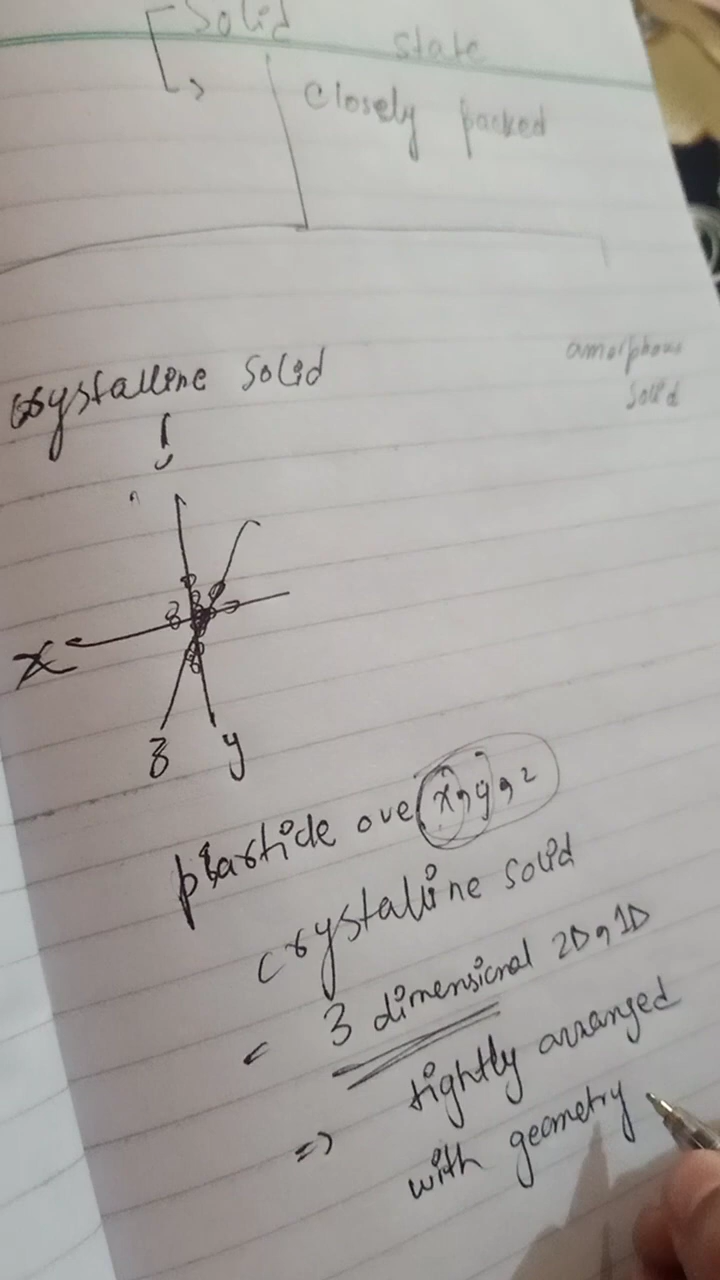 Solid state
closely packed
crystalline solid
amorphous
solid
x
z y
particle over x, y, z
crystalline solid
= 3 dimensional 2D, 1D
=> tightly arranged
with geometry